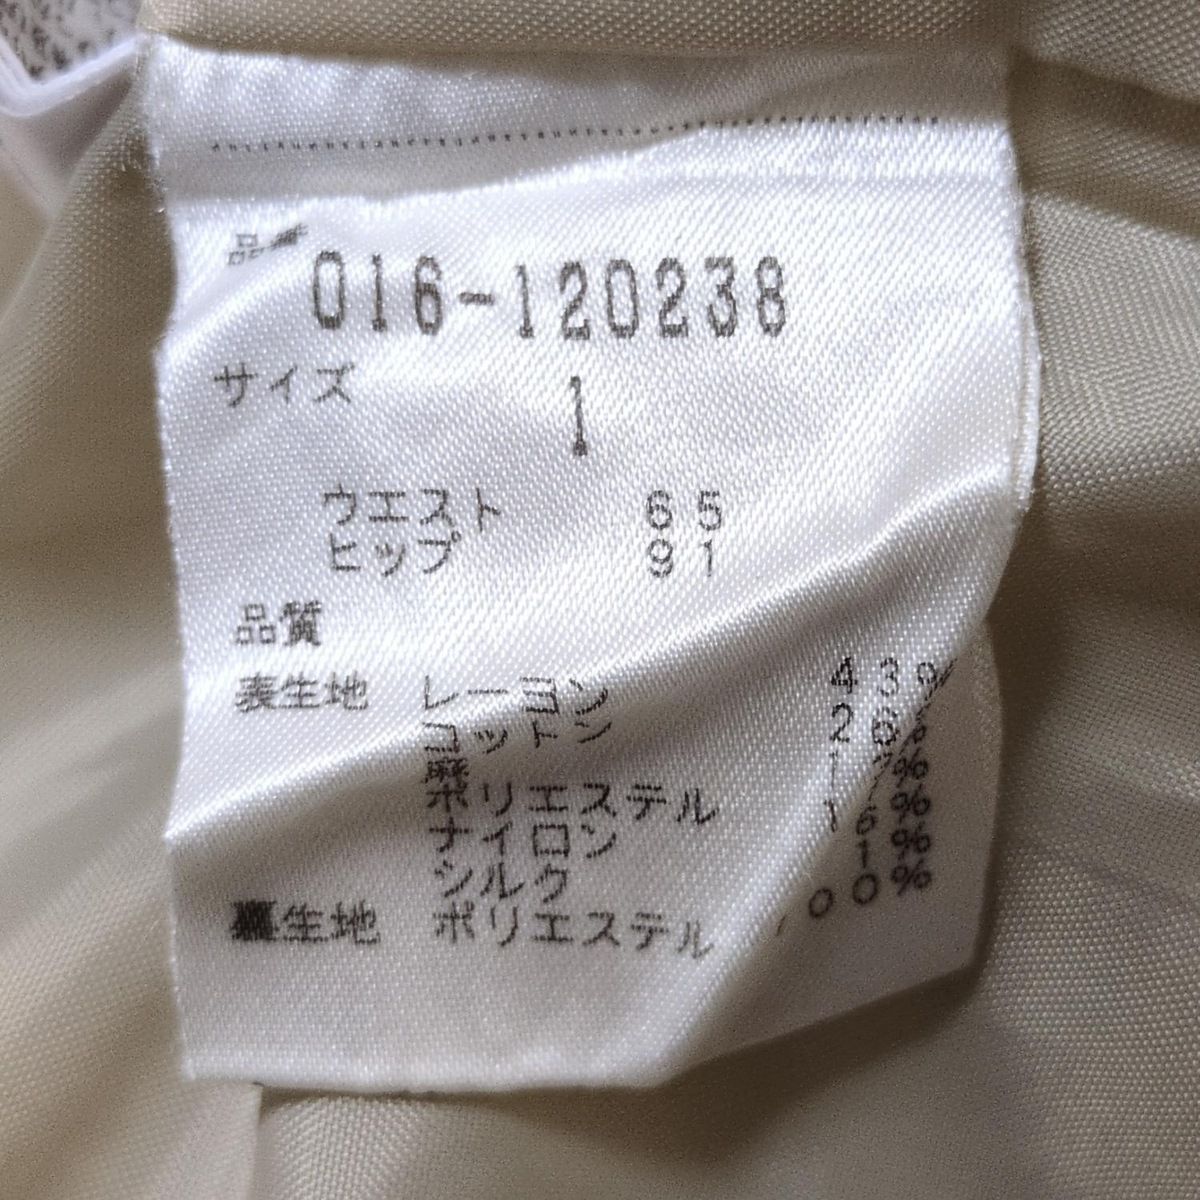 品番 016-120238
サイズ 1
ウエスト 65
ヒップ 91
品質
表生地 レーヨン 43%
コットン 26%
麻
ポリエステル
ナイロン
シルク 1%
裏生地 ポリエステル 100%